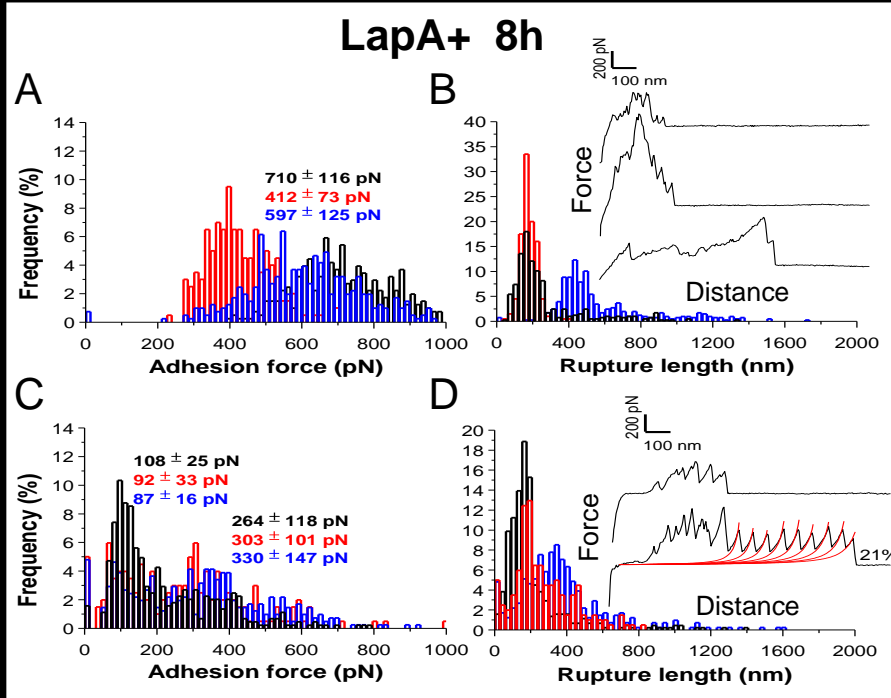 LapA+ 8h
A
Frequency (%)
14
12
10
8
6
4
2
0
710 ± 116 pN
412 ± 73 pN
597 ± 125 pN
0 200 400 600 800 1000
Adhesion force (pN)
B
200 pN
100 nm
40
35
30
25
20
15
10
5
0
Force
Distance
0 400 800 1200 1600 2000
Rupture length (nm)
C
Frequency (%)
14
12
10
8
6
4
2
0
108 ± 25 pN
92 ± 33 pN
87 ± 16 pN
264 ± 118 pN
303 ± 101 pN
330 ± 147 pN
0 200 400 600 800 1000
Adhesion force (pN)
D
200 pN
100 nm
20
18
16
14
12
10
8
6
4
2
0
Force
21%
Distance
0 400 800 1200 1600 2000
Rupture length (nm)